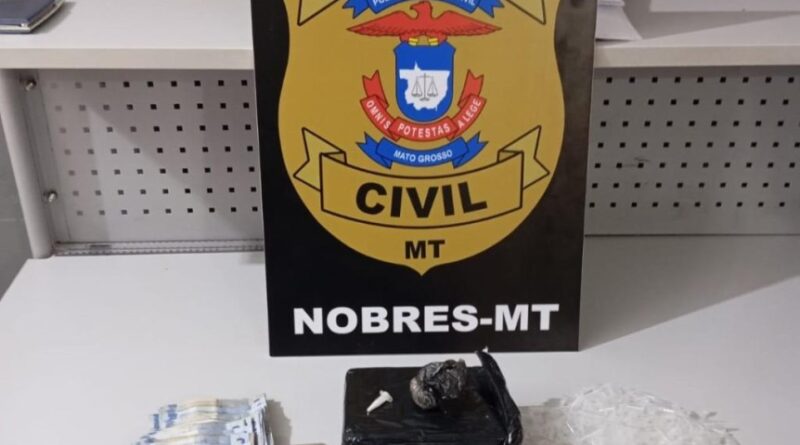 OMNIS POTESTAS A LEGE
MATO GROSSO
CIVIL
MT
NOBRES-MT